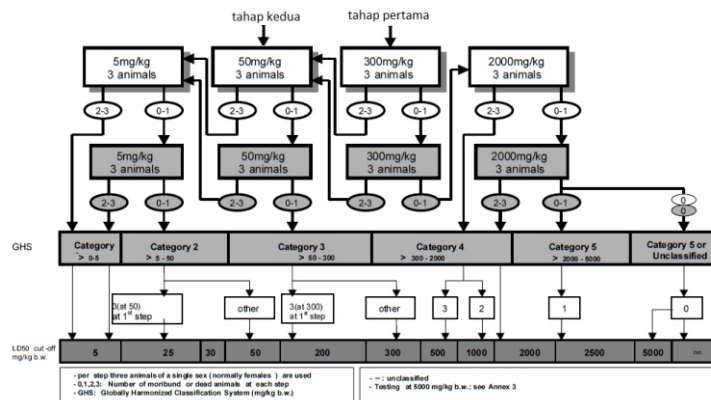 tahap kedua
tahap pertama
5mg/kg
3 animals
50mg/kg
3 animals
300mg/kg
3 animals
2000mg/kg
3 animals
2-3
0-1
2-3
0-1
2-3
0-1
2-3
0-1
5mg/kg
3 animals
50mg/kg
3 animals
300mg/kg
3 animals
2000mg/kg
3 animals
2-3
0-1
2-3
0-1
2-3
0-1
2-3
0-1
0
0
GHS
Category
> 0-5
Category 2
> 5 - 50
Category 3
> 50 - 300
Category 4
> 300 - 2000
Category 5
> 2000 - 5000
Category 5 or
Unclassified
3(at 50)
at 1st step
other
3(at 300)
at 1st step
other
3
2
1
0
LD50 cut-off
mg/kg b.w.
5
25
30
50
200
300
500
1000
2000
2500
5000
∞
- per step three animals of a single sex (normally females ) are used
- 0,1,2,3: Number of moribund or dead animals at each step
- GHS: Globally Harmonized Classification System (mg/kg b.w.)
- ∞: unclassified
- Testing at 5000 mg/kg b.w.: see Annex 3